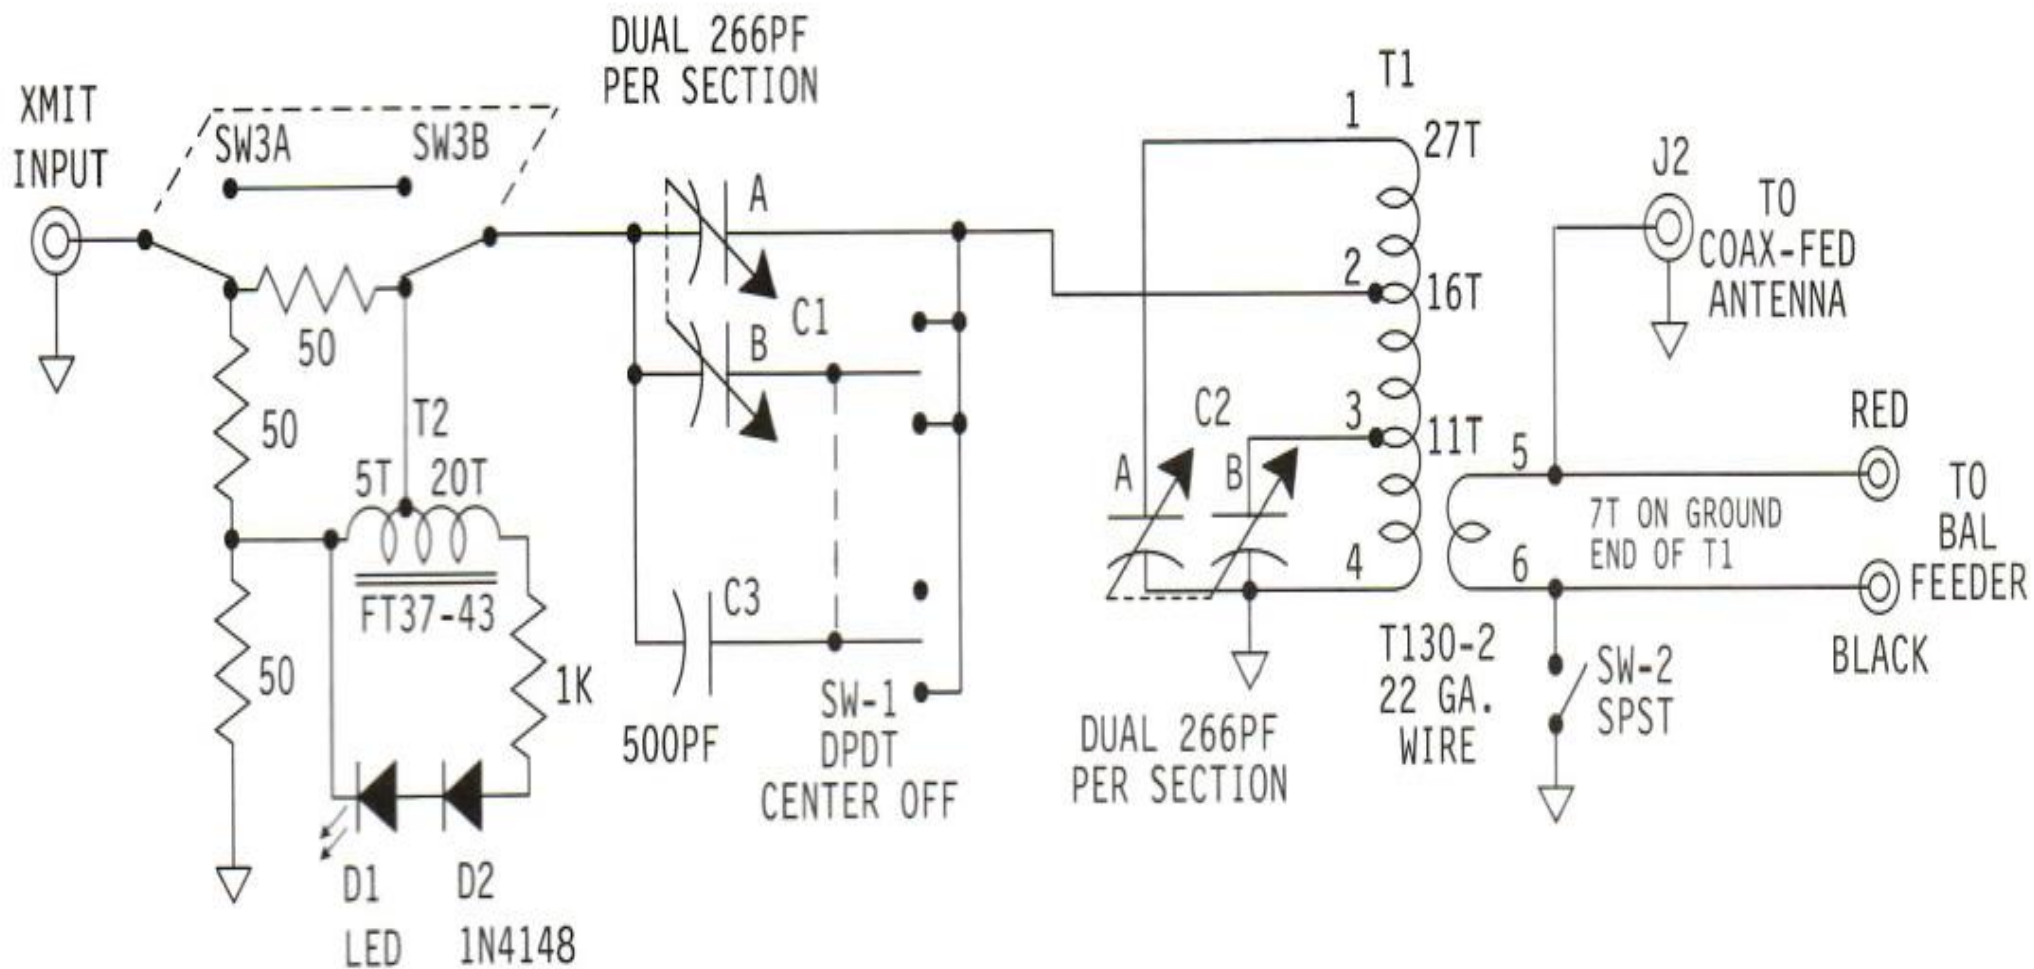 DUAL 266PF
PER SECTION
XMIT
INPUT
SW3A
SW3B
50
50
50
T2
5T
20T
FT37-43
1K
D1
LED
D2
1N4148
A
B
C1
C3
500PF
SW-1
DPDT
CENTER OFF
T1
1
27T
2
16T
3
11T
4
C2
A
B
DUAL 266PF
PER SECTION
T130-2
22 GA.
WIRE
5
6
7T ON GROUND
END OF T1
J2
TO
COAX-FED
ANTENNA
RED
TO
BAL
FEEDER
BLACK
SW-2
SPST